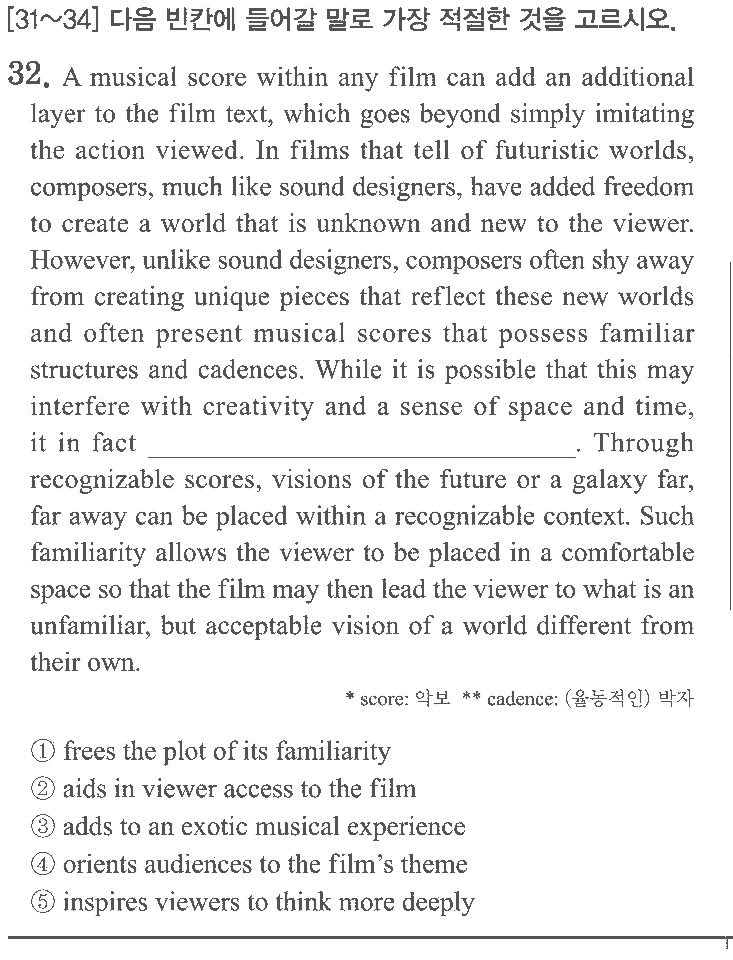 [31~34] 다음 빈칸에 들어갈 말로 가장 적절한 것을 고르시오.
32. A musical score within any film can add an additional
layer to the film text, which goes beyond simply imitating
the action viewed. In films that tell of futuristic worlds,
composers, much like sound designers, have added freedom
to create a world that is unknown and new to the viewer.
However, unlike sound designers, composers often shy away
from creating unique pieces that reflect these new worlds
and often present musical scores that possess familiar
structures and cadences. While it is possible that this may
interfere with creativity and a sense of space and time,
it in fact ______________________________. Through
recognizable scores, visions of the future or a galaxy far,
far away can be placed within a recognizable context. Such
familiarity allows the viewer to be placed in a comfortable
space so that the film may then lead the viewer to what is an
unfamiliar, but acceptable vision of a world different from
their own.
* score: 악보 ** cadence: (율동적인) 박자
① frees the plot of its familiarity
② aids in viewer access to the film
③ adds to an exotic musical experience
④ orients audiences to the film's theme
⑤ inspires viewers to think more deeply